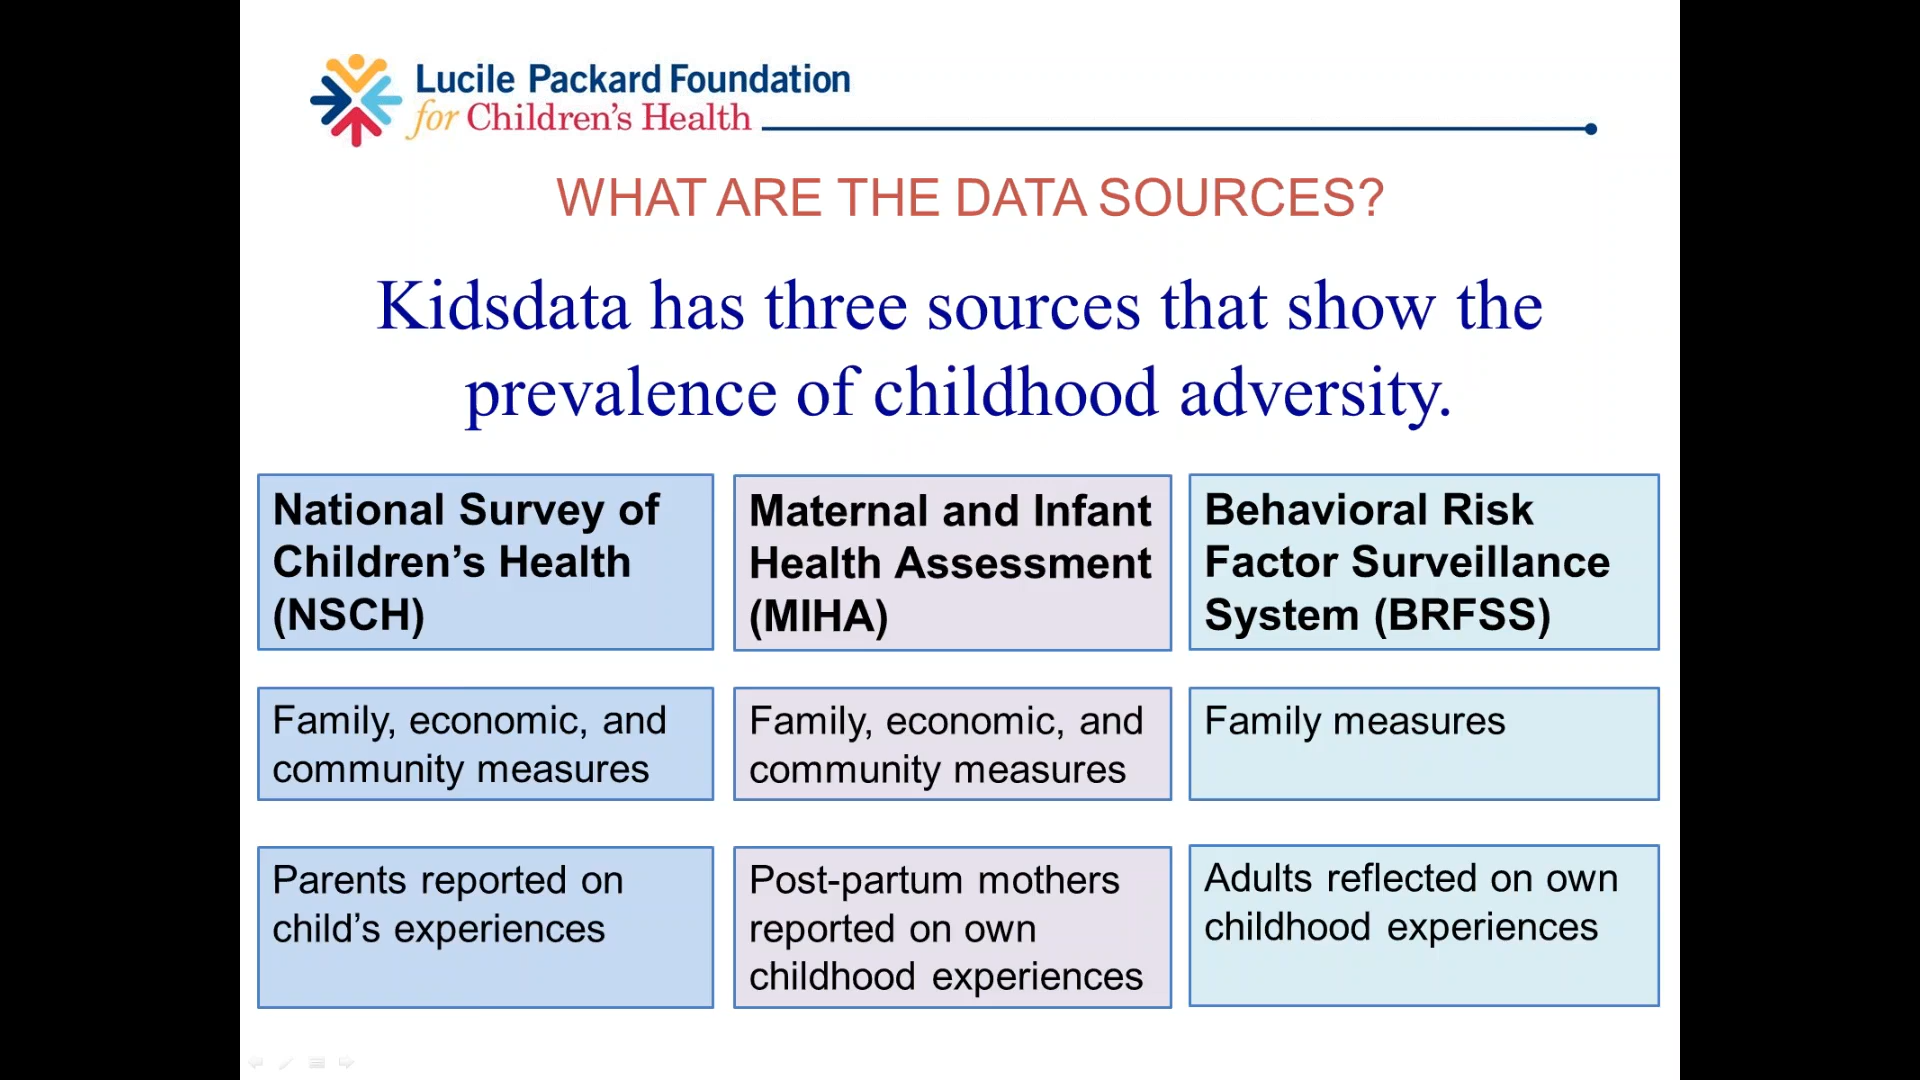 Lucile Packard Foundation
for Children's Health
WHAT ARE THE DATA SOURCES?
Kidsdata has three sources that show the
prevalence of childhood adversity.
National Survey of
Children’s Health
(NSCH)
Maternal and Infant
Health Assessment
(MIHA)
Behavioral Risk
Factor Surveillance
System (BRFSS)
Family, economic, and
community measures
Family, economic, and
community measures
Family measures
Parents reported on
child’s experiences
Post-partum mothers
reported on own
childhood experiences
Adults reflected on own
childhood experiences